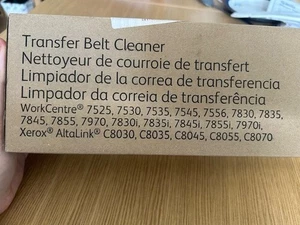 Transfer Belt Cleaner
Nettoyeur de courroie de transfert
Limpiador de la correa de transferencia
Limpador da correia de transferência
WorkCentre® 7525, 7530, 7535, 7545, 7556, 7830, 7835,
7845, 7855, 7970, 7830i, 7835i, 7845i, 7855i, 7970i,
Xerox® AltaLink® C8030, C8035, C8045, C8055, C8070